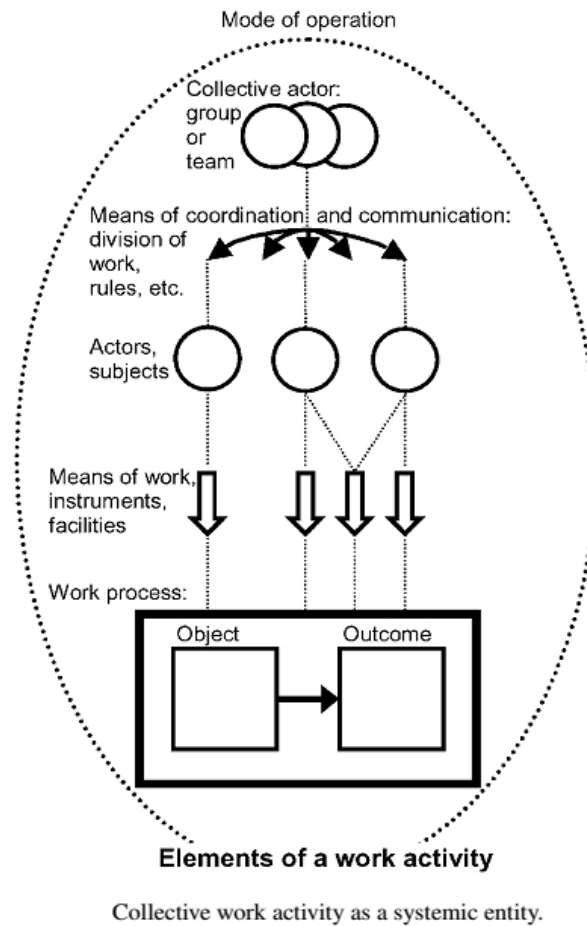 Mode of operation
Collective actor:
group
or
team
Means of coordination and communication:
division of
work,
rules, etc.
Actors,
subjects
Means of work,
instruments,
facilities
Work process:
Object
Outcome
Elements of a work activity
Collective work activity as a systemic entity.